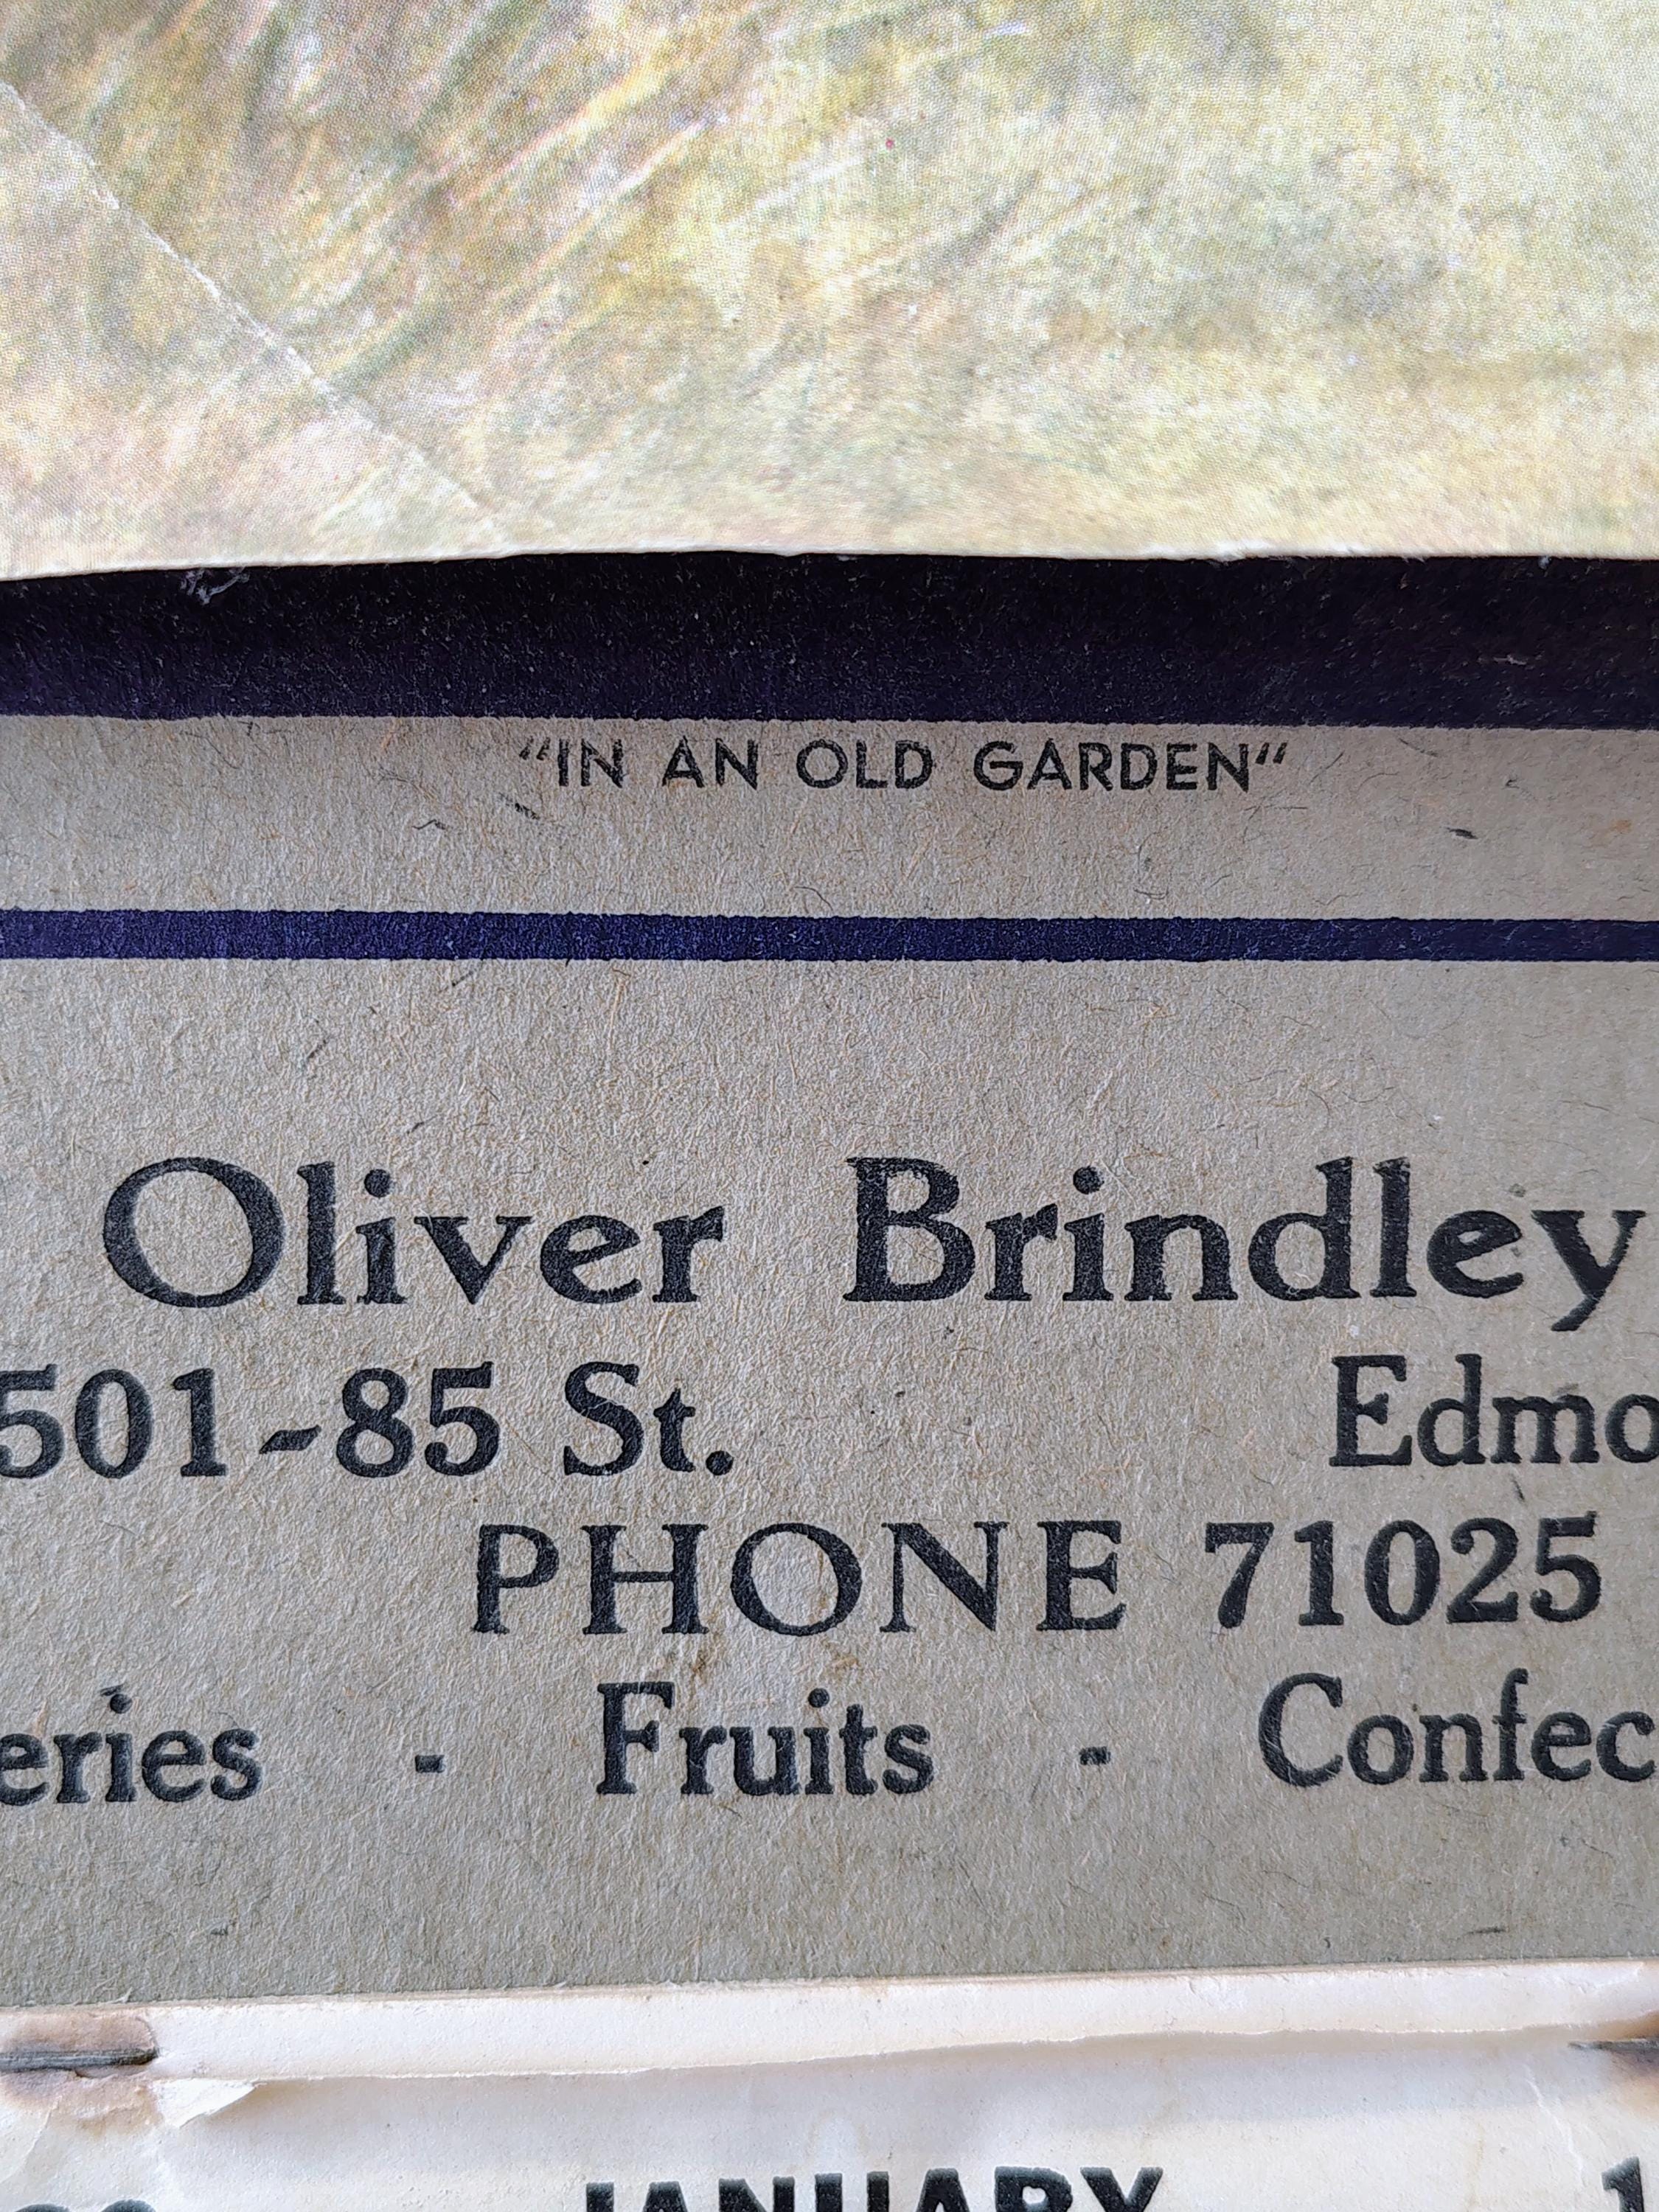 "IN AN OLD GARDEN"
Oliver Brindley
501-85 St. Edmo
PHONE 71025
eries - Fruits - Confec
JANUARY